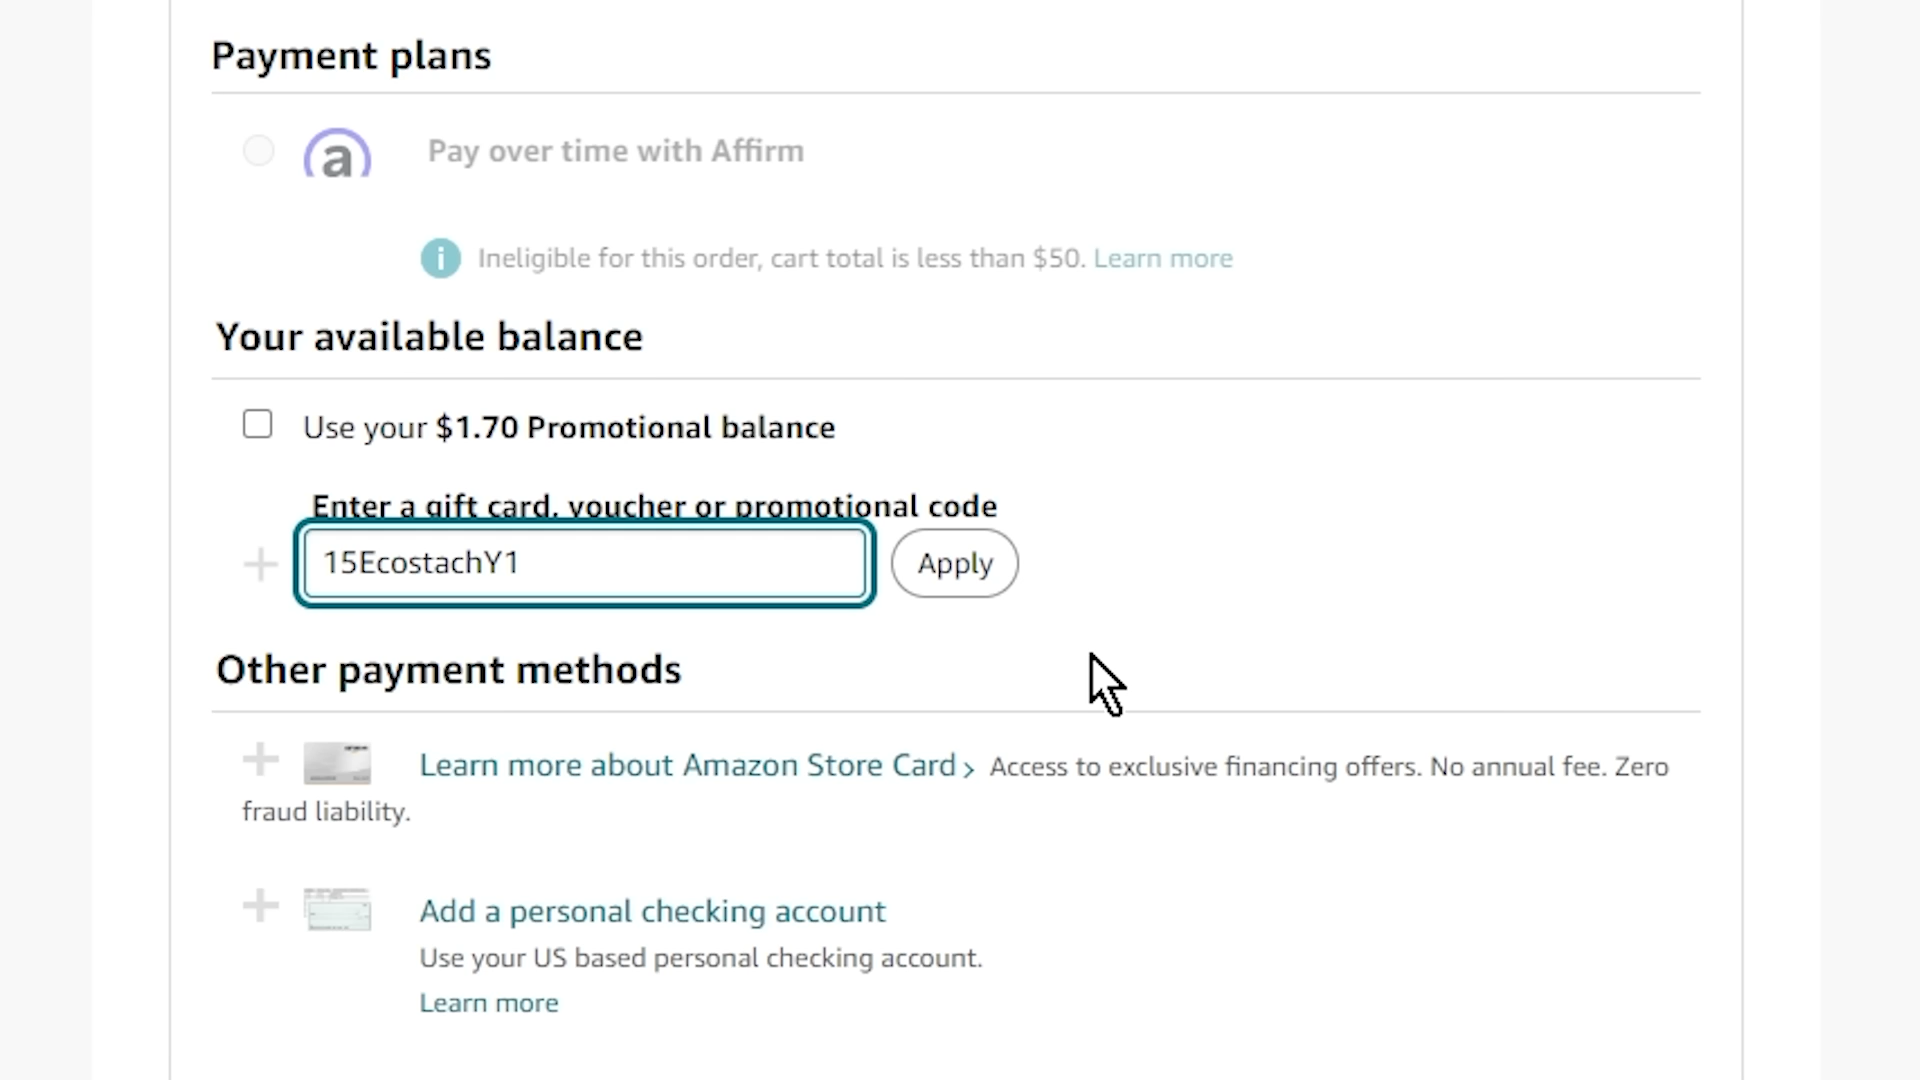 Payment plans
a
Pay over time with Affirm
i Ineligible for this order, cart total is less than $50. Learn more
Your available balance
Use your $1.70 Promotional balance
Enter a gift card, voucher or promotional code
15EcostachY1
Apply
Other payment methods
Learn more about Amazon Store Card › Access to exclusive financing offers. No annual fee. Zero
fraud liability.
Add a personal checking account
Use your US based personal checking account.
Learn more